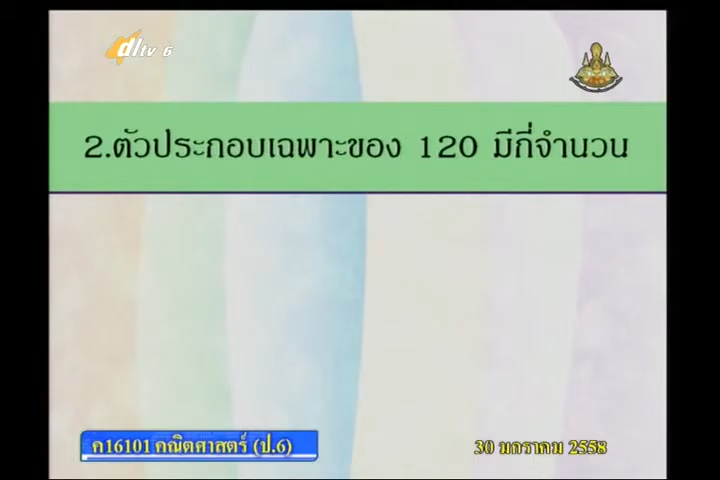 dltv 6
2.ตัวประกอบเฉพาะของ 120 มีกี่จำนวน
ค16101 คณิตศาสตร์ (ป.6)
30 มกราคม 2558